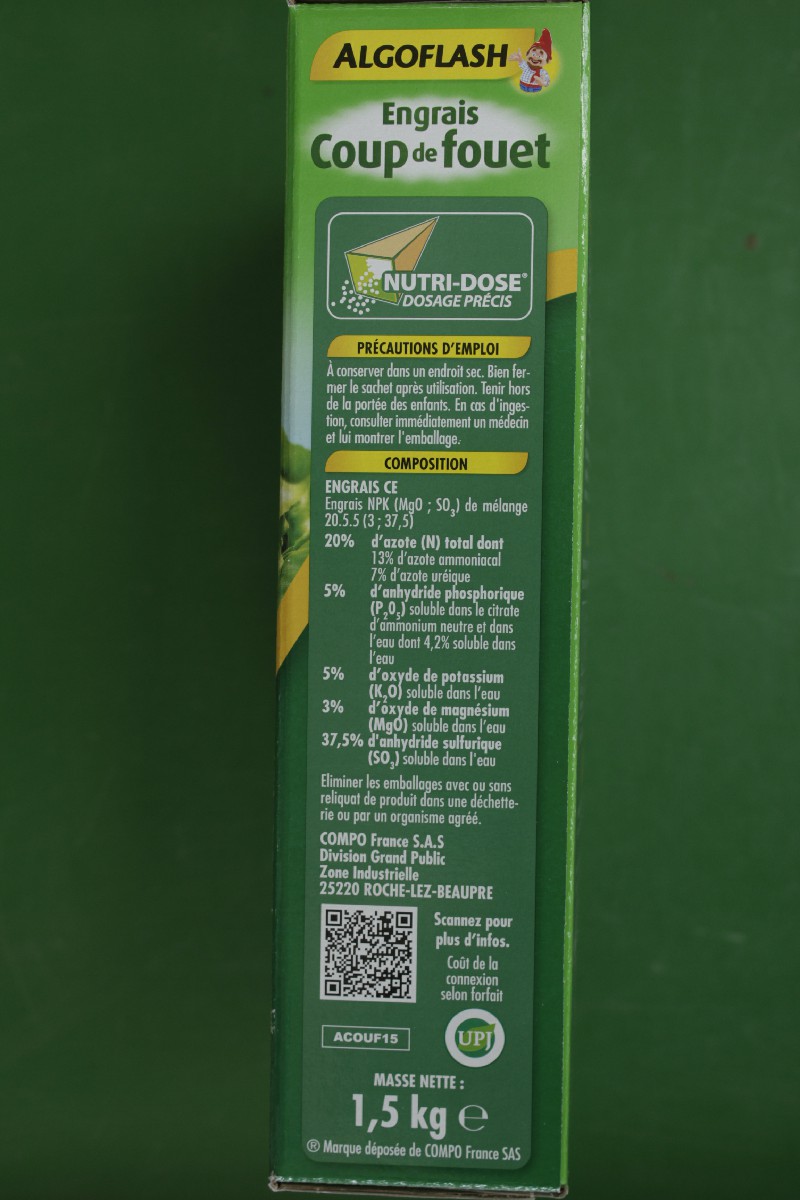 ALGOFLASH
Engrais
Coup de fouet
NUTRI-DOSE®
DOSAGE PRÉCIS
PRÉCAUTIONS D'EMPLOI
À conserver dans un endroit sec. Bien fer-
mer le sachet après utilisation. Tenir hors
de la portée des enfants. En cas d'inges-
tion, consulter immédiatement un médecin
et lui montrer l'emballage.
COMPOSITION
ENGRAIS CE
Engrais NPK (MgO ; SO₃) de mélange
20.5.5 (3 ; 37,5)
20% d'azote (N) total dont
13% d'azote ammoniacal
7% d'azote uréique
5% d'anhydride phosphorique
(P₂O₅) soluble dans le citrate
d'ammonium neutre et dans
l'eau dont 4,2% soluble dans
l'eau
5% d'oxyde de potassium
(K₂O) soluble dans l'eau
3% d'oxyde de magnésium
(MgO) soluble dans l'eau
37,5% d'anhydride sulfurique
(SO₃) soluble dans l'eau
Eliminer les emballages avec ou sans
reliquat de produit dans une déchette-
rie ou par un organisme agréé.
COMPO France S.A.S
Division Grand Public
Zone Industrielle
25220 ROCHE-LEZ-BEAUPRE
Scannez pour
plus d'infos.
Coût de la
connexion
selon forfait
ACOUF15
UPJ
MASSE NETTE :
1,5 kg ℮
® Marque déposée de COMPO France SAS